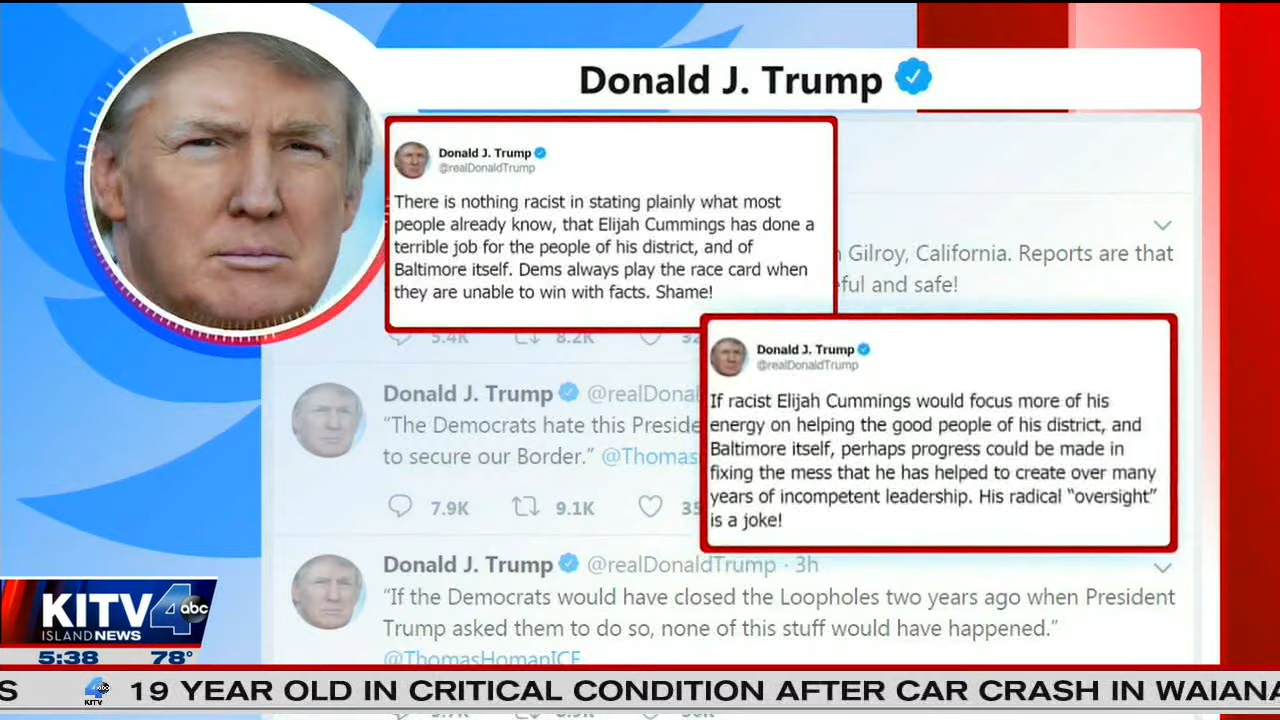 Donald J. Trump
Donald J. Trump
@realDonaldTrump
There is nothing racist in stating plainly what most
people already know, that Elijah Cummings has done a
terrible job for the people of his district, and of
Baltimore itself. Dems always play the race card when
they are unable to win with facts. Shame!
Gilroy, California. Reports are that
ful and safe!
5.4K 8.2K 32
Donald J. Trump
@realDonaldTrump
If racist Elijah Cummings would focus more of his
energy on helping the good people of his district, and
Baltimore itself, perhaps progress could be made in
fixing the mess that he has helped to create over many
years of incompetent leadership. His radical “oversight”
is a joke!
Donald J. Trump @realDonal
“The Democrats hate this Preside
to secure our Border.” @Thomas
7.9K 9.1K 35
Donald J. Trump @realDonaldTrump · 3h
“If the Democrats would have closed the Loopholes two years ago when President
Trump asked them to do so, none of this stuff would have happened.”
@ThomasHomanICE
KITV 4 abc
ISLAND NEWS
5:38 78°
S KITV 19 YEAR OLD IN CRITICAL CONDITION AFTER CAR CRASH IN WAIANA